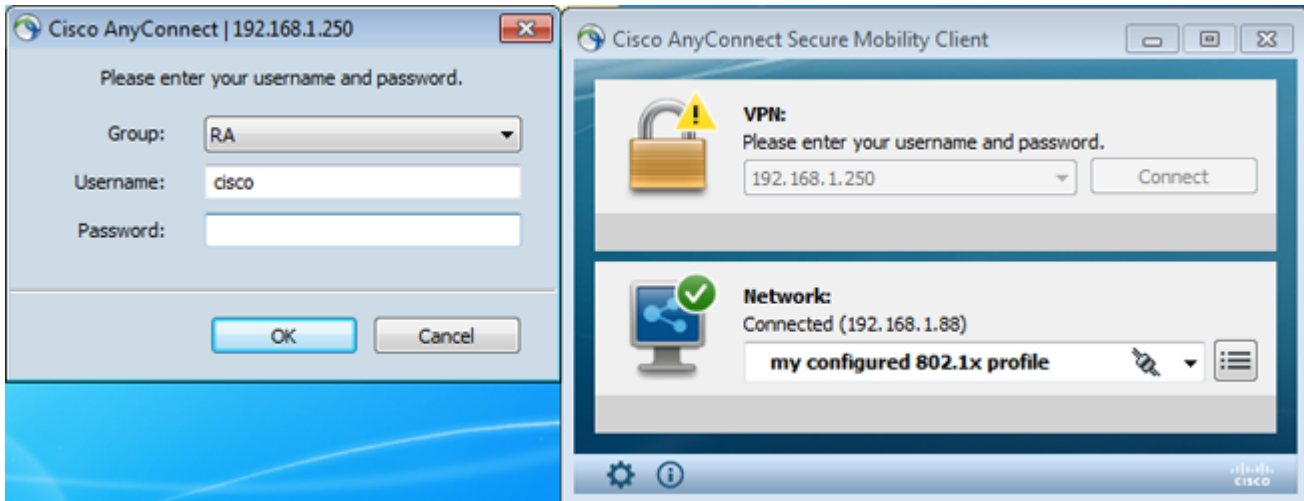 Cisco AnyConnect | 192.168.1.250
Please enter your username and password.
Group: RA
Username: cisco
Password:
OK Cancel
Cisco AnyConnect Secure Mobility Client
VPN:
Please enter your username and password.
192.168.1.250 Connect
Network:
Connected (192.168.1.88)
my configured 802.1x profile
cisco